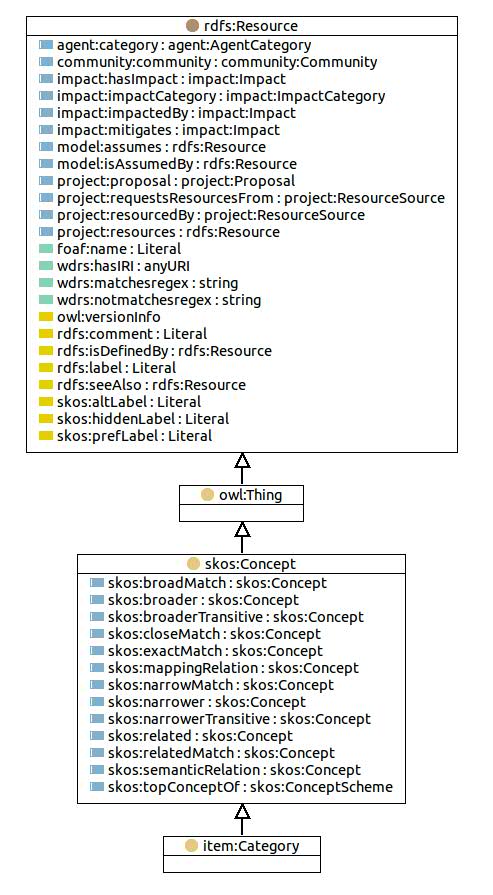 rdfs:Resource
agent:category : agent:AgentCategory
community:community : community:Community
impact:hasImpact : impact:Impact
impact:impactCategory : impact:ImpactCategory
impact:impactedBy : impact:Impact
impact:mitigates : impact:Impact
model:assumes : rdfs:Resource
model:isAssumedBy : rdfs:Resource
project:proposal : project:Proposal
project:requestsResourcesFrom : project:ResourceSource
project:resourcedBy : project:ResourceSource
project:resources : rdfs:Resource
foaf:name : Literal
wdrs:hasIRI : anyURI
wdrs:matchesregex : string
wdrs:notmatchesregex : string
owl:versionInfo
rdfs:comment : Literal
rdfs:isDefinedBy : rdfs:Resource
rdfs:label : Literal
rdfs:seeAlso : rdfs:Resource
skos:altLabel : Literal
skos:hiddenLabel : Literal
skos:prefLabel : Literal
owl:Thing
skos:Concept
skos:broadMatch : skos:Concept
skos:broader : skos:Concept
skos:broaderTransitive : skos:Concept
skos:closeMatch : skos:Concept
skos:exactMatch : skos:Concept
skos:mappingRelation : skos:Concept
skos:narrowMatch : skos:Concept
skos:narrower : skos:Concept
skos:narrowerTransitive : skos:Concept
skos:related : skos:Concept
skos:relatedMatch : skos:Concept
skos:semanticRelation : skos:Concept
skos:topConceptOf : skos:ConceptScheme
item:Category